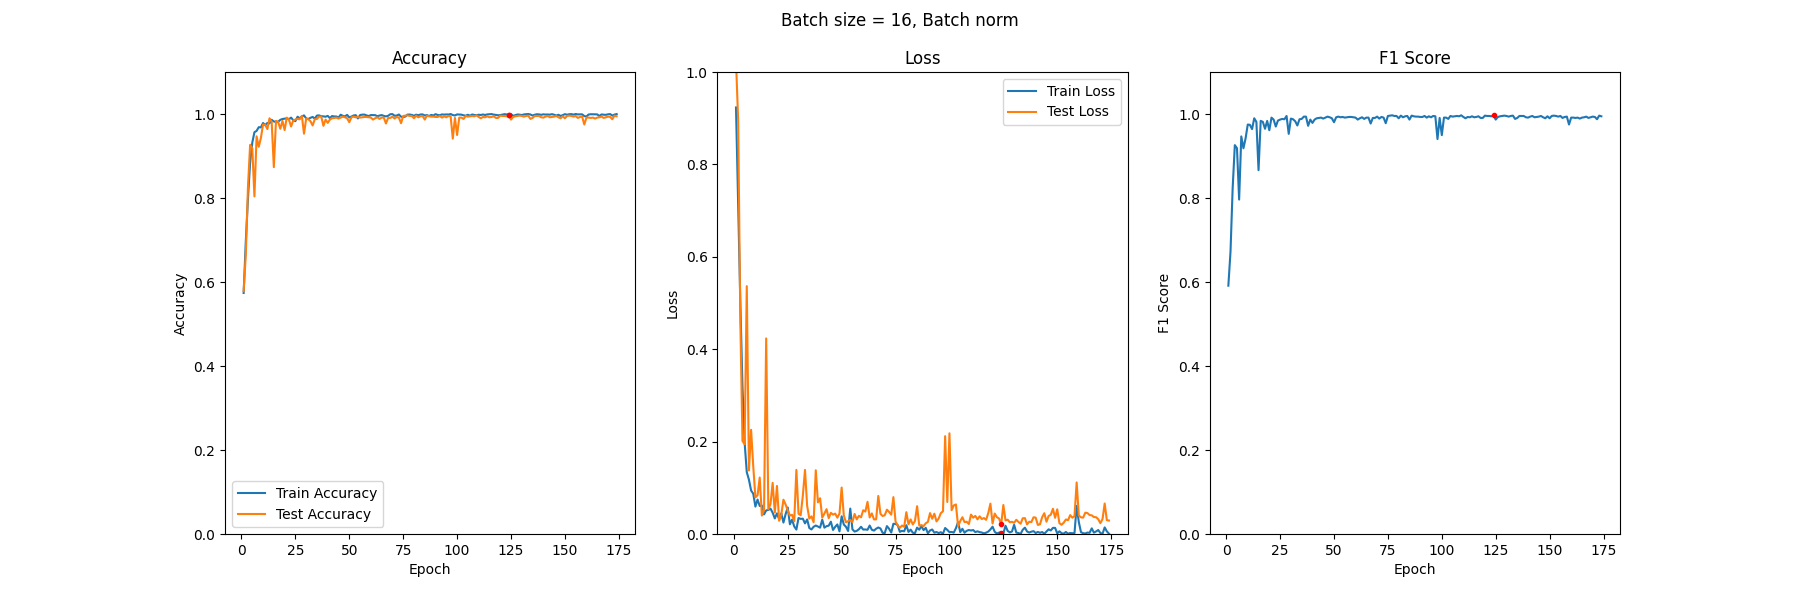 Batch size = 16, Batch norm
Accuracy
Accuracy
1.0
0.8
0.6
0.4
0.2
0.0
Train Accuracy
Test Accuracy
0 25 50 75 100 125 150 175
Epoch
Loss
Loss
1.0
0.8
0.6
0.4
0.2
0.0
Train Loss
Test Loss
0 25 50 75 100 125 150 175
Epoch
F1 Score
F1 Score
1.0
0.8
0.6
0.4
0.2
0.0
0 25 50 75 100 125 150 175
Epoch